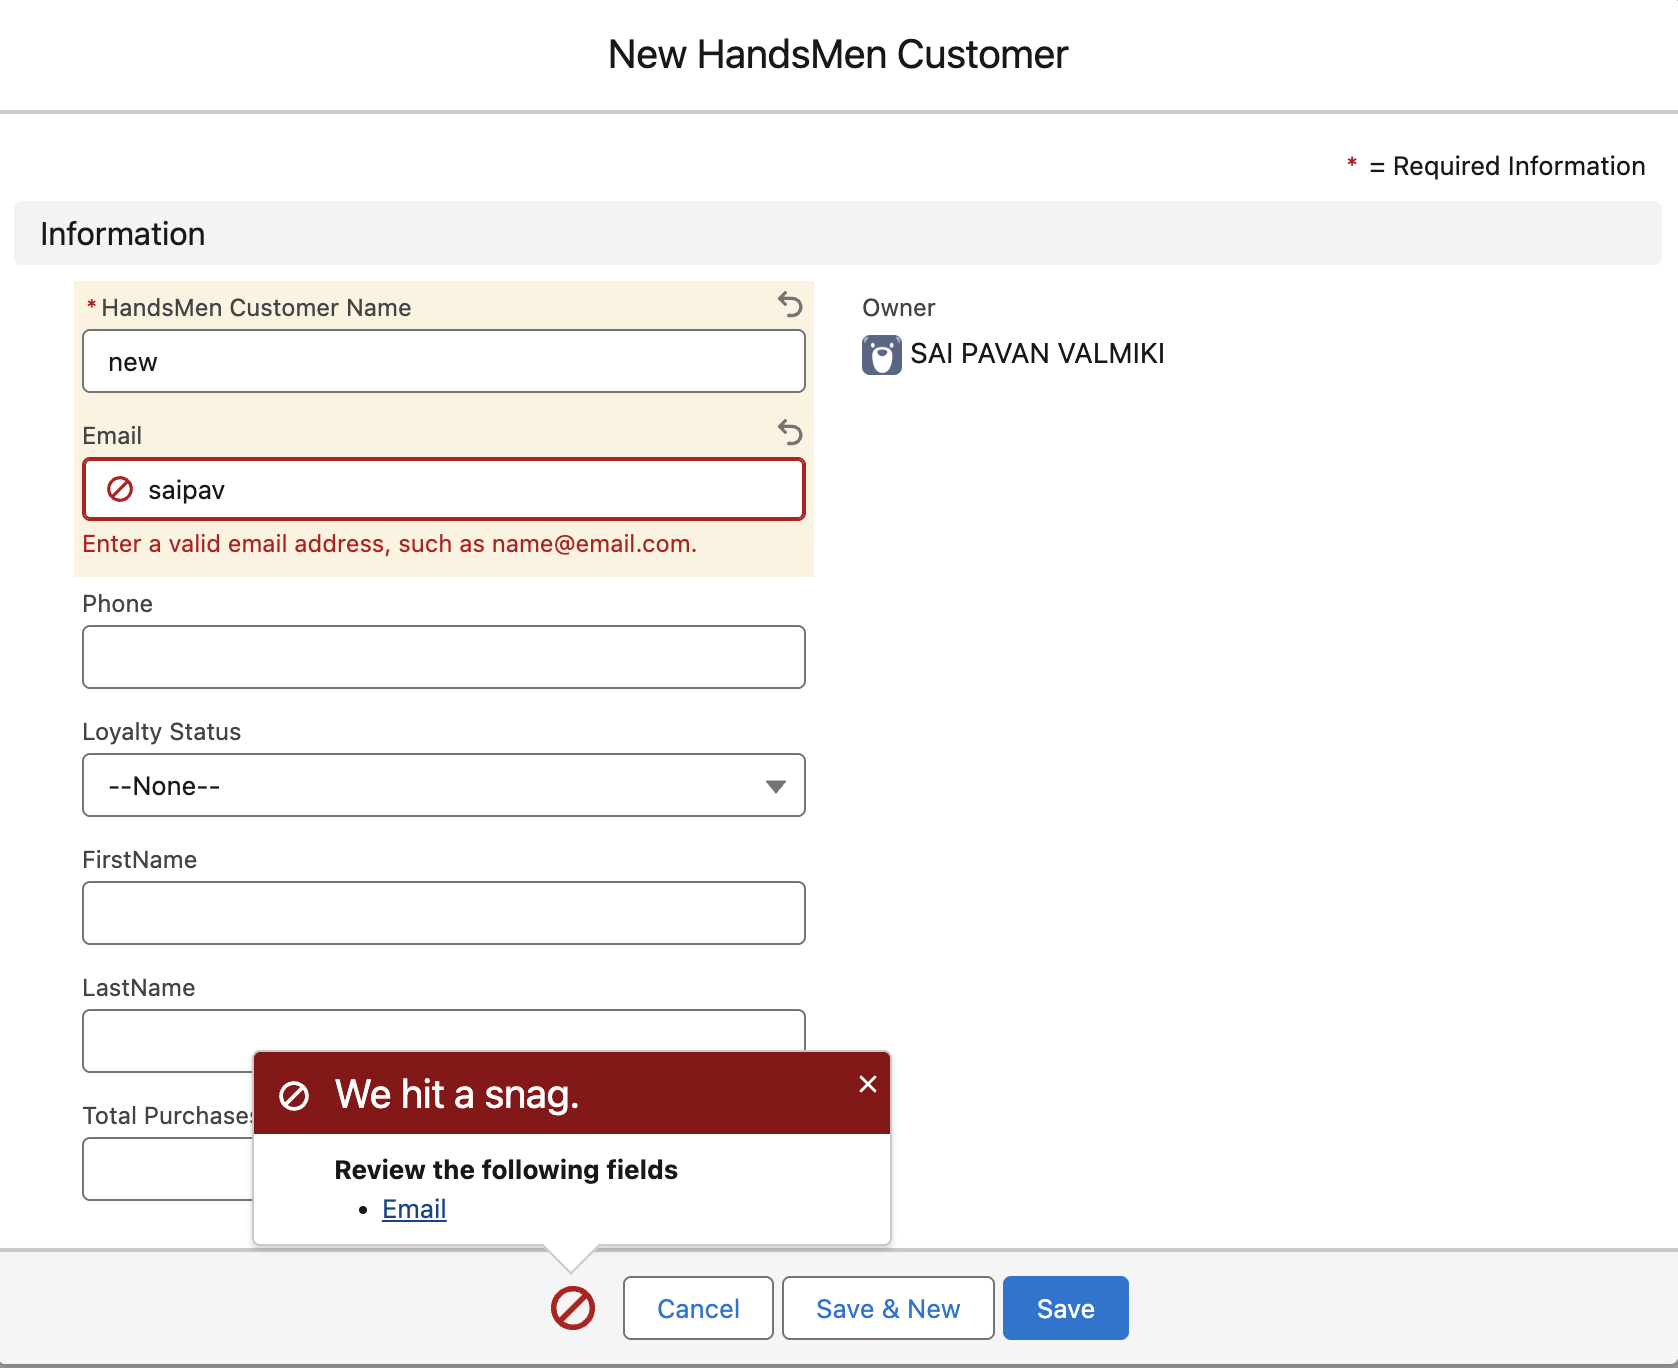 New HandsMen Customer
* = Required Information
Information
*HandsMen Customer Name
new
Owner
SAI PAVAN VALMIKI
Email
saipav
Enter a valid email address, such as name@email.com.
Phone
Loyalty Status
--None--
FirstName
LastName
Total Purchases
We hit a snag.
Review the following fields
• Email
Cancel
Save & New
Save